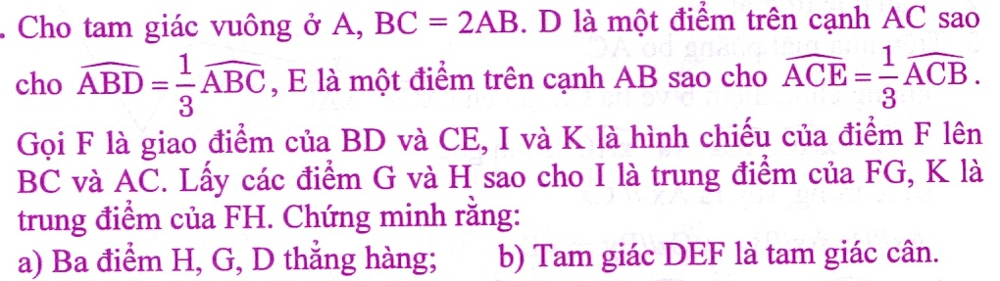 . Cho tam giác vuông ở A, BC = 2AB. D là một điểm trên cạnh AC sao
cho $\widehat{ABD} = \frac{1}{3}\widehat{ABC}$, E là một điểm trên cạnh AB sao cho $\widehat{ACE} = \frac{1}{3}\widehat{ACB}$.
Gọi F là giao điểm của BD và CE, I và K là hình chiếu của điểm F lên
BC và AC. Lấy các điểm G và H sao cho I là trung điểm của FG, K là
trung điểm của FH. Chứng minh rằng:
a) Ba điểm H, G, D thẳng hàng; b) Tam giác DEF là tam giác cân.